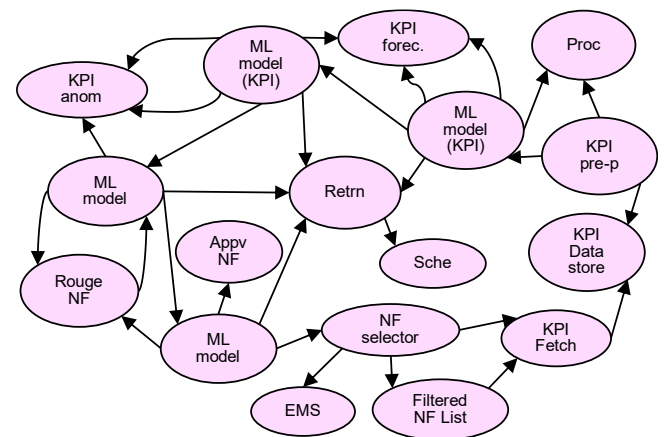 KPI
forec.
ML
model
(KPI)
Proc
KPI
anom
ML
model
(KPI)
KPI
pre-p
ML
model
Retrn
Appv
NF
Sche
KPI
Data
store
Rouge
NF
ML
model
NF
selector
KPI
Fetch
EMS
Filtered
NF List